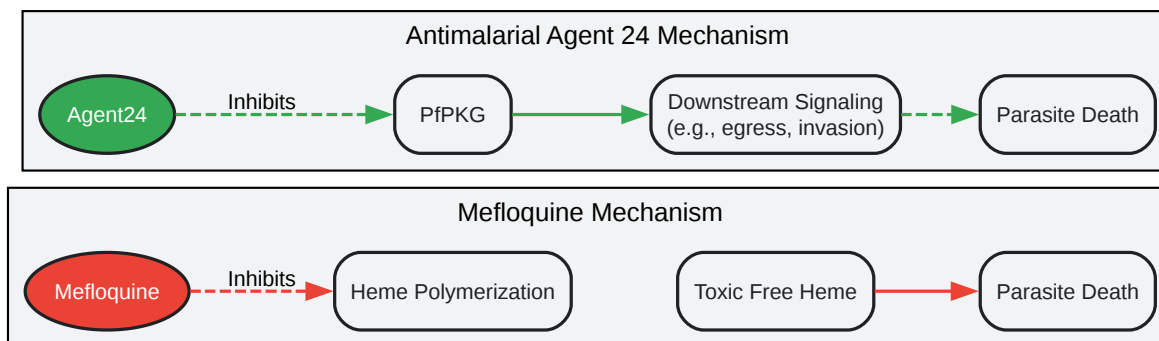 Antimalarial Agent 24 Mechanism
Agent24
Inhibits
PfPKG
Downstream Signaling
(e.g., egress, invasion)
Parasite Death
Mefloquine Mechanism
Mefloquine
Inhibits
Heme Polymerization
Toxic Free Heme
Parasite Death